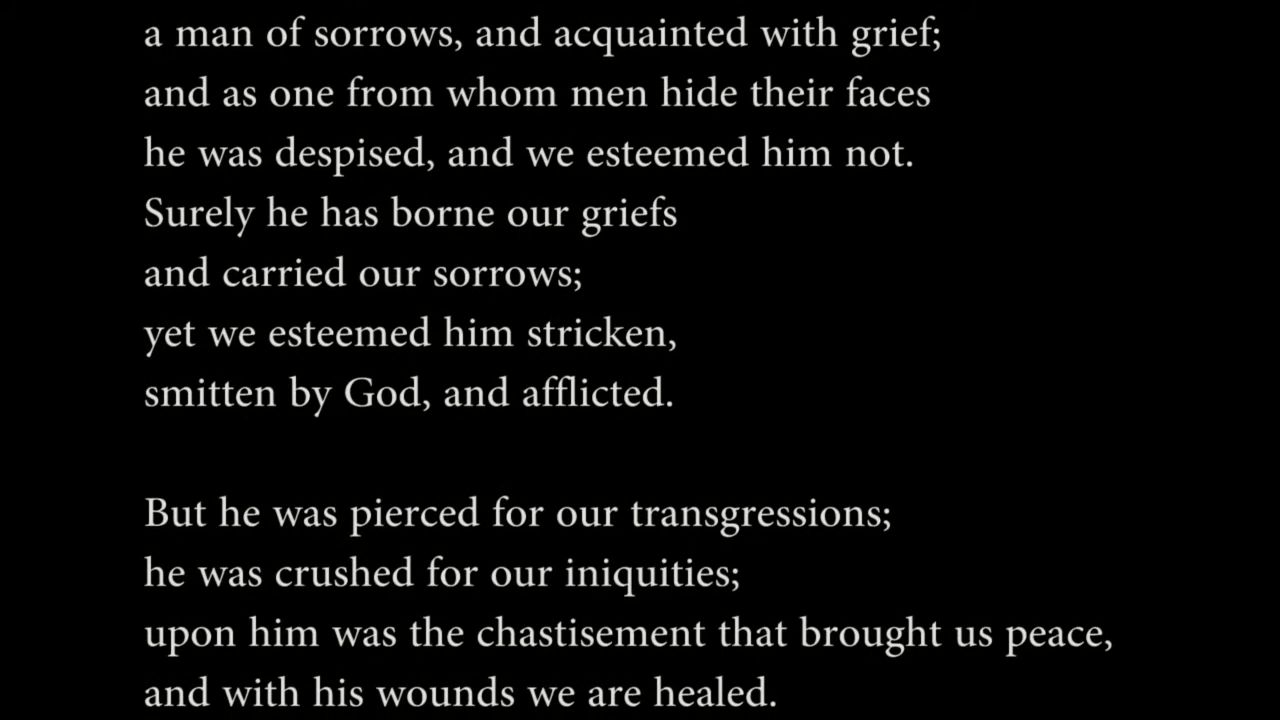 a man of sorrows, and acquainted with grief;
and as one from whom men hide their faces
he was despised, and we esteemed him not.
Surely he has borne our griefs
and carried our sorrows;
yet we esteemed him stricken,
smitten by God, and afflicted.
But he was pierced for our transgressions;
he was crushed for our iniquities;
upon him was the chastisement that brought us peace,
and with his wounds we are healed.